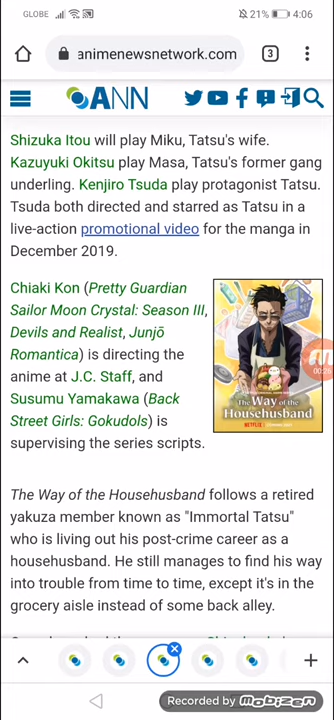 GLOBE
21% 4:06
animenewsnetwork.com
3
ANN
Shizuka Itou will play Miku, Tatsu's wife.
Kazuyuki Okitsu play Masa, Tatsu's former gang
underling. Kenjiro Tsuda play protagonist Tatsu.
Tsuda both directed and starred as Tatsu in a
live-action promotional video for the manga in
December 2019.
Chiaki Kon (Pretty Guardian
Sailor Moon Crystal: Season III,
Devils and Realist, Junjō
Romantica) is directing the
anime at J.C. Staff, and
Susumu Yamakawa (Back
Street Girls: Gokudols) is
supervising the series scripts.
The Way of the
Househusband
NETFLIX
00:26
The Way of the Househusband follows a retired
yakuza member known as "Immortal Tatsu"
who is living out his post-crime career as a
househusband. He still manages to find his way
into trouble from time to time, except it's in the
grocery aisle instead of some back alley.
Recorded by Mobizen